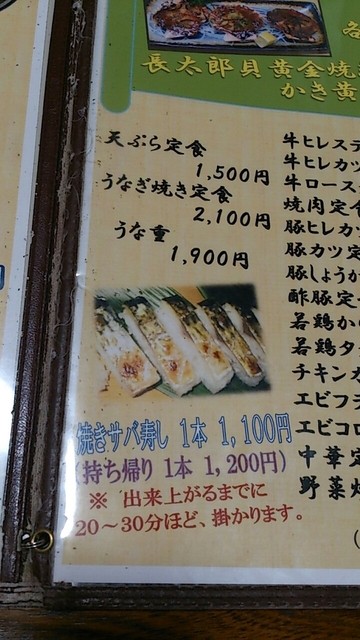 各
長太郎貝黄金焼
かき黄
天ぷら定食
1,500円
うなぎ焼き定食
2,100円
うな重
1,900円
焼きサバ寿し 1本 1,100円
(持ち帰り 1本 1,200円)
※ 出来上がるまでに
20～30分ほど、掛かります。
牛ヒレステ
牛ヒレカツ
牛ロース
焼肉定食
豚ヒレカ
豚カツ定
豚しょうが
酢豚定
若鶏か
若鶏タ
チキンカ
エビフラ
エビコロ
中華定
野菜炒